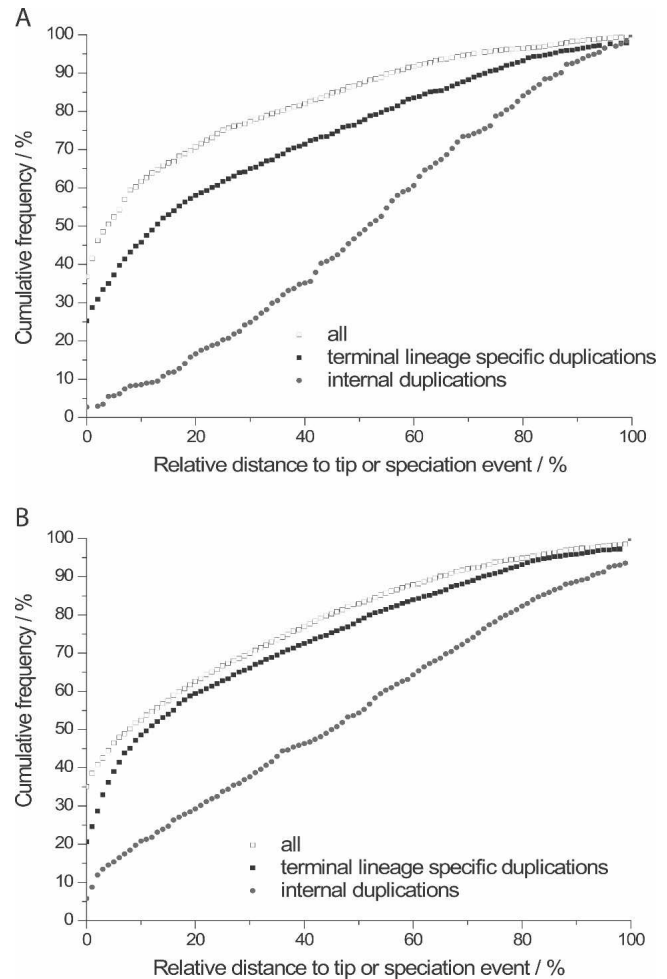 A
100
90
80
70
60
50
40
30
20
10
0
Cumulative frequency / %
all
terminal lineage specific duplications
internal duplications
0 20 40 60 80 100
Relative distance to tip or speciation event / %
B
100
90
80
70
60
50
40
30
20
10
0
Cumulative frequency / %
all
terminal lineage specific duplications
internal duplications
0 20 40 60 80 100
Relative distance to tip or speciation event / %